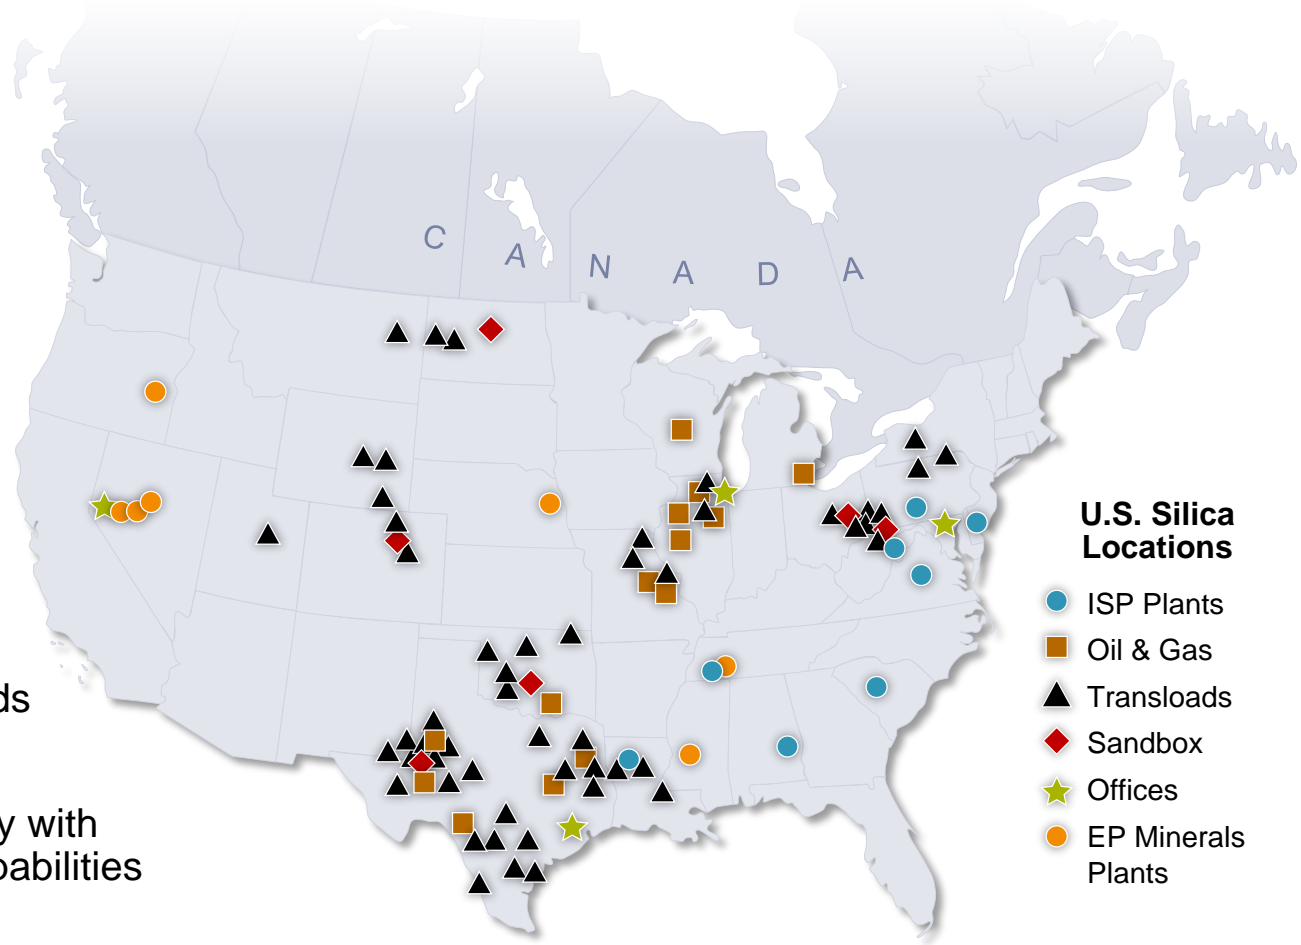 C A N A D A
U.S. Silica
Locations
ISP Plants
Oil & Gas
Transloads
Sandbox
Offices
EP Minerals
Plants
ds
y with
pabilities